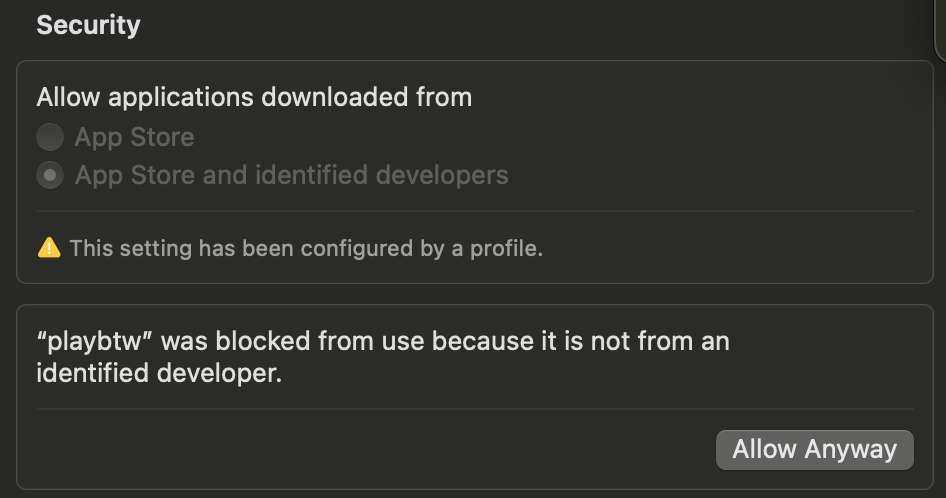 Security
Allow applications downloaded from
App Store
App Store and identified developers
This setting has been configured by a profile.
“playbtw” was blocked from use because it is not from an
identified developer.
Allow Anyway